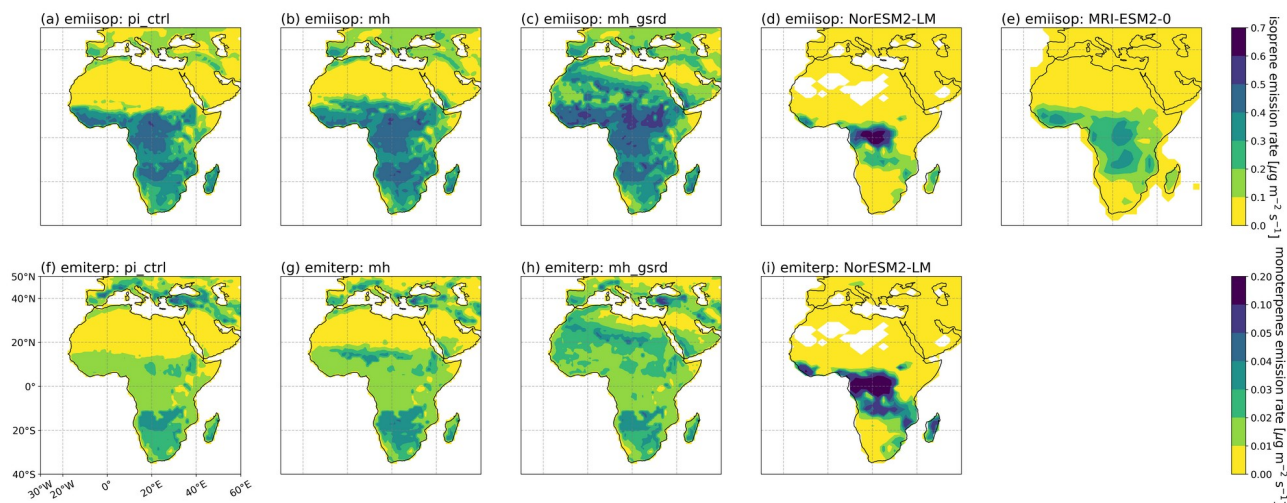 (a) emiisop: pi_ctrl
(b) emiisop: mh
(c) emiisop: mh_gsrd
(d) emiisop: NorESM2-LM
(e) emiisop: MRI-ESM2-0
0.7
0.6
0.5
0.4
0.3
0.2
0.1
0.0
isoprene emission rate [μg m⁻² s⁻¹]
(f) emiterp: pi_ctrl
(g) emiterp: mh
(h) emiterp: mh_gsrd
(i) emiterp: NorESM2-LM
50°N
40°N
20°N
0°
20°S
40°S
30°W
20°W
0°
20°E
40°E
60°E
0.20
0.10
0.05
0.04
0.03
0.02
0.01
0.00
monoterpenes emission rate [μg m⁻² s⁻¹]